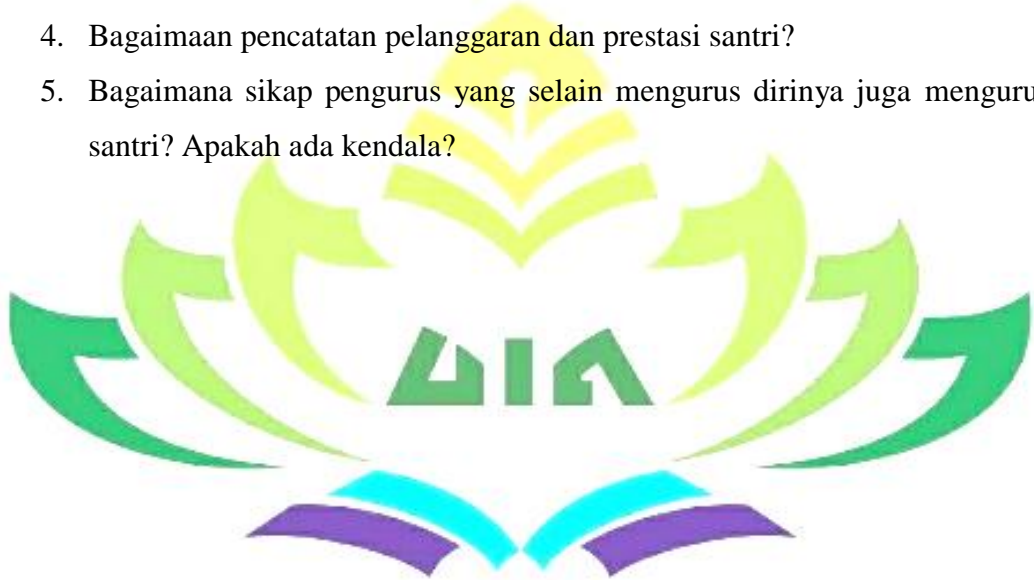 4. Bagaimaan pencatatan pelanggaran dan prestasi santri?
5. Bagaimana sikap pengurus yang selain mengurus dirinya juga menguru
santri? Apakah ada kendala?
UIN